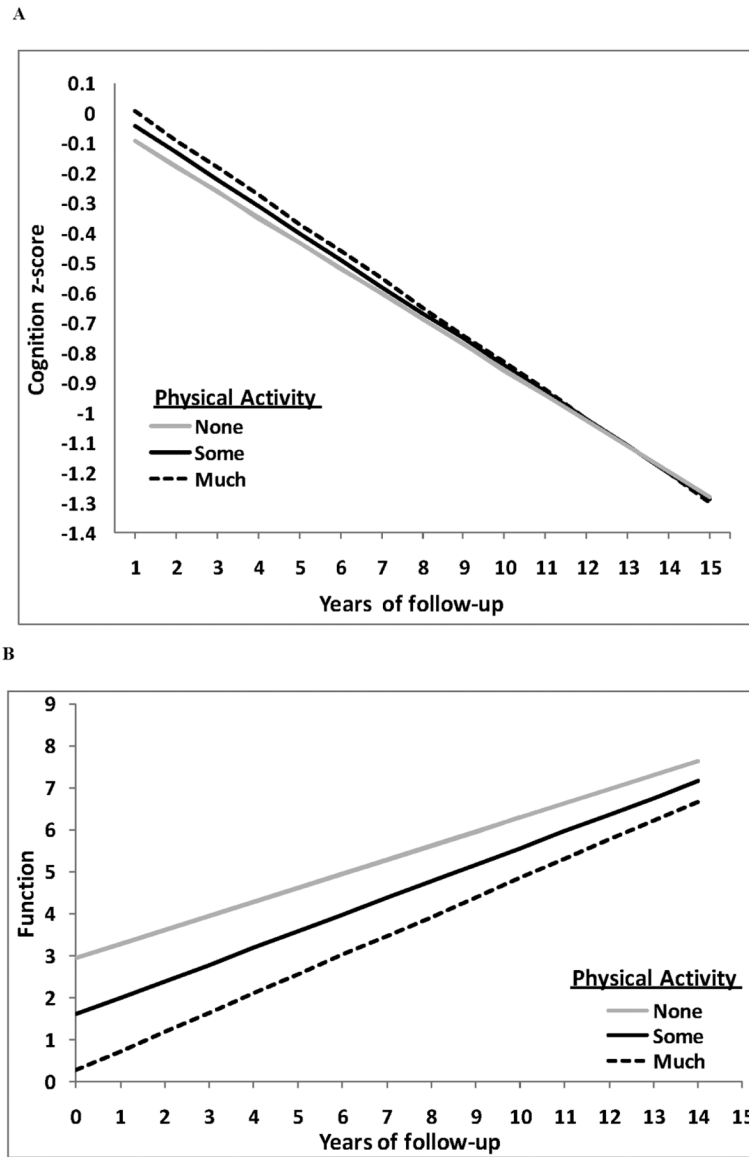 A
0.1
0
-0.1
-0.2
-0.3
-0.4
-0.5
-0.6
-0.7
-0.8
-0.9
-1
-1.1
-1.2
-1.3
-1.4
Cognition z-score
Physical Activity
None
Some
Much
1 2 3 4 5 6 7 8 9 10 11 12 13 14 15
Years of follow-up
B
9
8
7
6
5
4
3
2
1
0
Function
Physical Activity
None
Some
Much
0 1 2 3 4 5 6 7 8 9 10 11 12 13 14 15
Years of follow-up